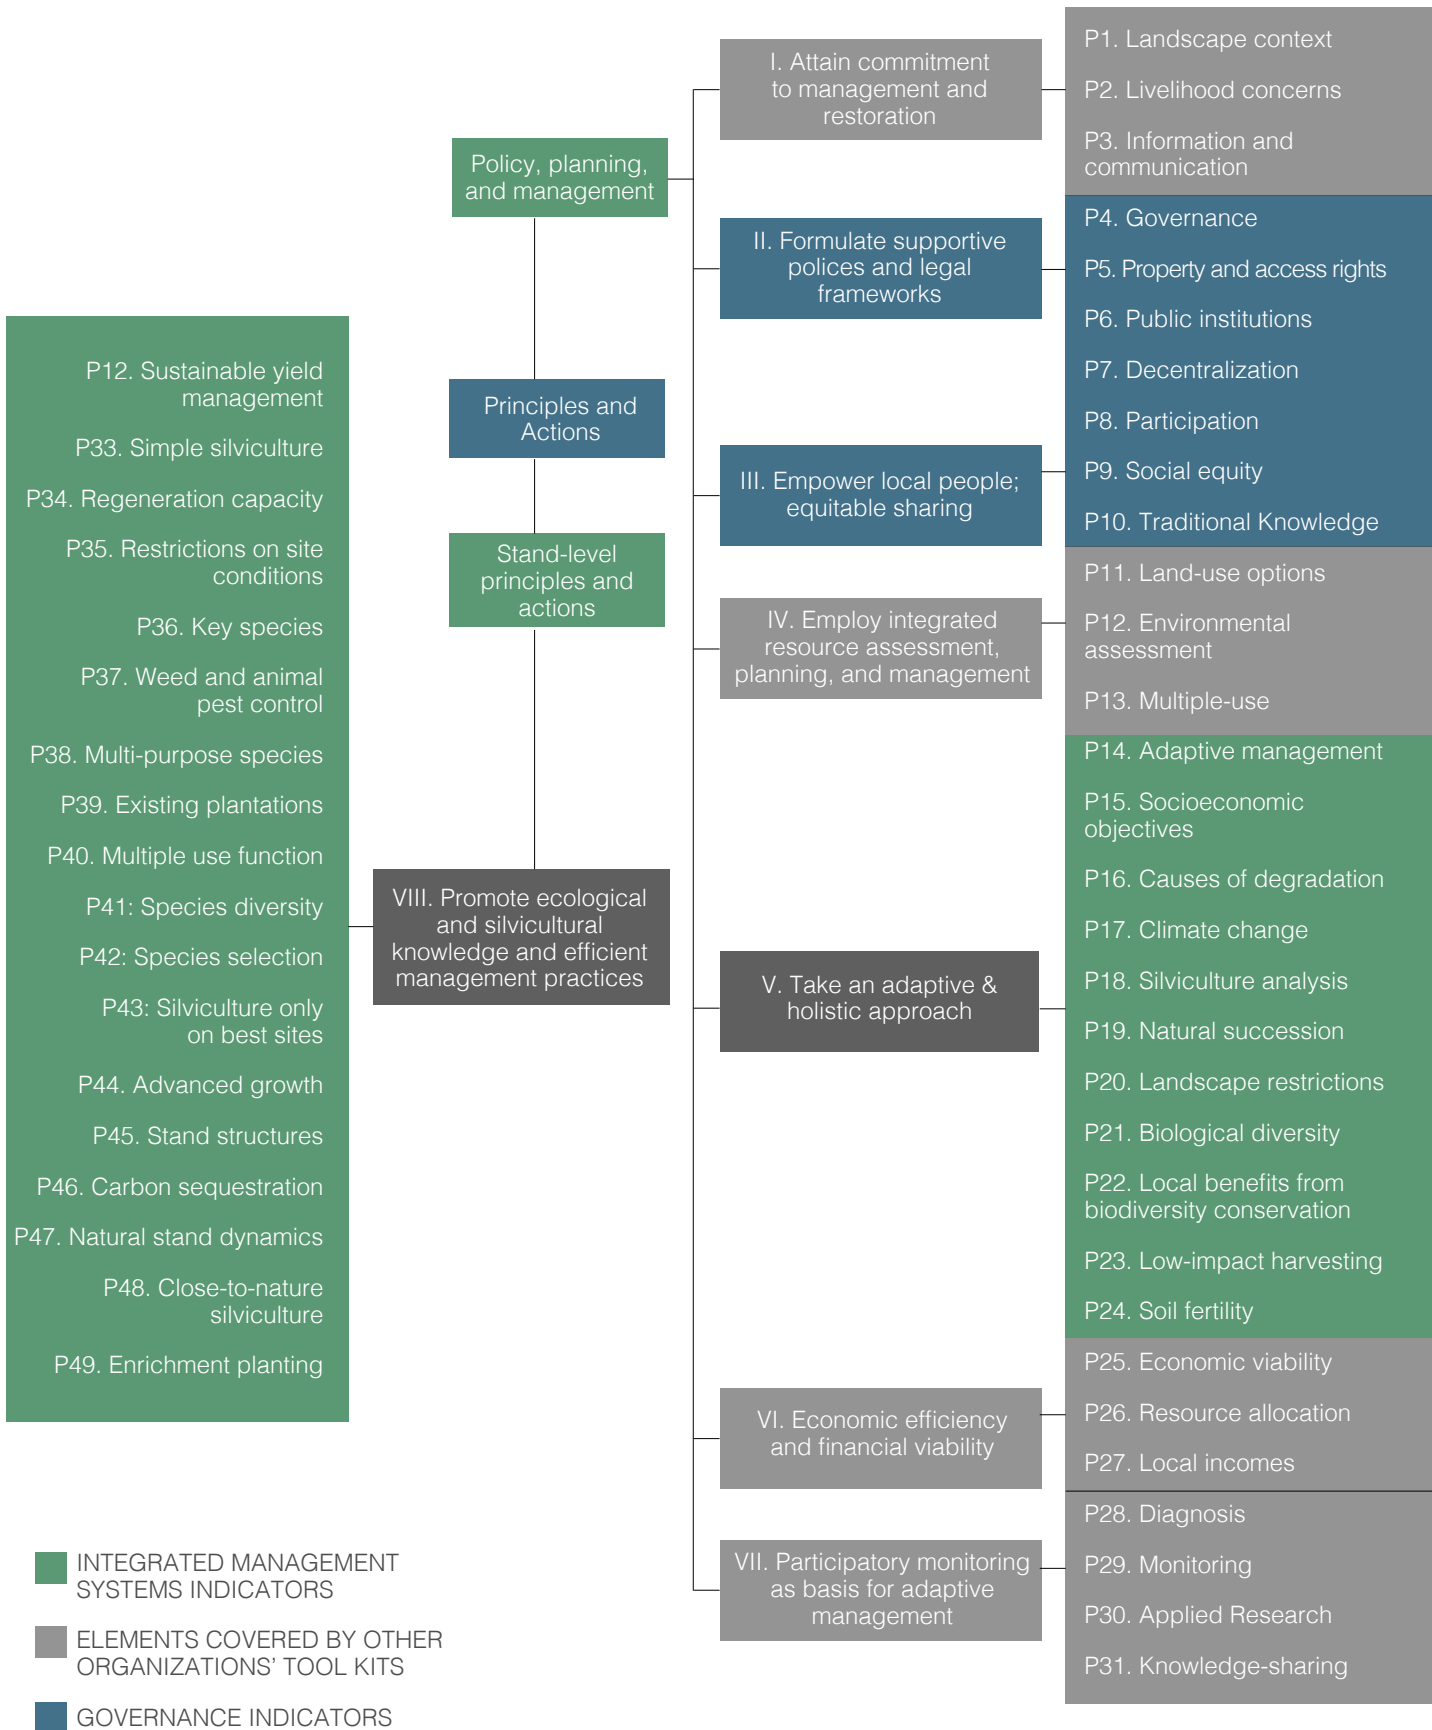 I. Attain commitment
to management and
restoration
P1. Landscape context
P2. Livelihood concerns
P3. Information and
communication
Policy, planning,
and management
II. Formulate supportive
polices and legal
frameworks
P4. Governance
P5. Property and access rights
P6. Public institutions
P7. Decentralization
P8. Participation
P9. Social equity
P10. Traditional Knowledge
Principles and
Actions
III. Empower local people;
equitable sharing
Stand-level
principles and
actions
IV. Employ integrated
resource assessment,
planning, and management
P11. Land-use options
P12. Environmental
assessment
P13. Multiple-use
P12. Sustainable yield
management
P33. Simple silviculture
P34. Regeneration capacity
P35. Restrictions on site
conditions
P36. Key species
P37. Weed and animal
pest control
P38. Multi-purpose species
P39. Existing plantations
P40. Multiple use function
P41: Species diversity
P42: Species selection
P43: Silviculture only
on best sites
P44. Advanced growth
P45. Stand structures
P46. Carbon sequestration
P47. Natural stand dynamics
P48. Close-to-nature
silviculture
P49. Enrichment planting
VIII. Promote ecological
and silvicultural
knowledge and efficient
management practices
V. Take an adaptive &
holistic approach
P14. Adaptive management
P15. Socioeconomic
objectives
P16. Causes of degradation
P17. Climate change
P18. Silviculture analysis
P19. Natural succession
P20. Landscape restrictions
P21. Biological diversity
P22. Local benefits from
biodiversity conservation
P23. Low-impact harvesting
P24. Soil fertility
VI. Economic efficiency
and financial viability
P25. Economic viability
P26. Resource allocation
P27. Local incomes
VII. Participatory monitoring
as basis for adaptive
management
P28. Diagnosis
P29. Monitoring
P30. Applied Research
P31. Knowledge-sharing
INTEGRATED MANAGEMENT
SYSTEMS INDICATORS
ELEMENTS COVERED BY OTHER
ORGANIZATIONS' TOOL KITS
GOVERNANCE INDICATORS